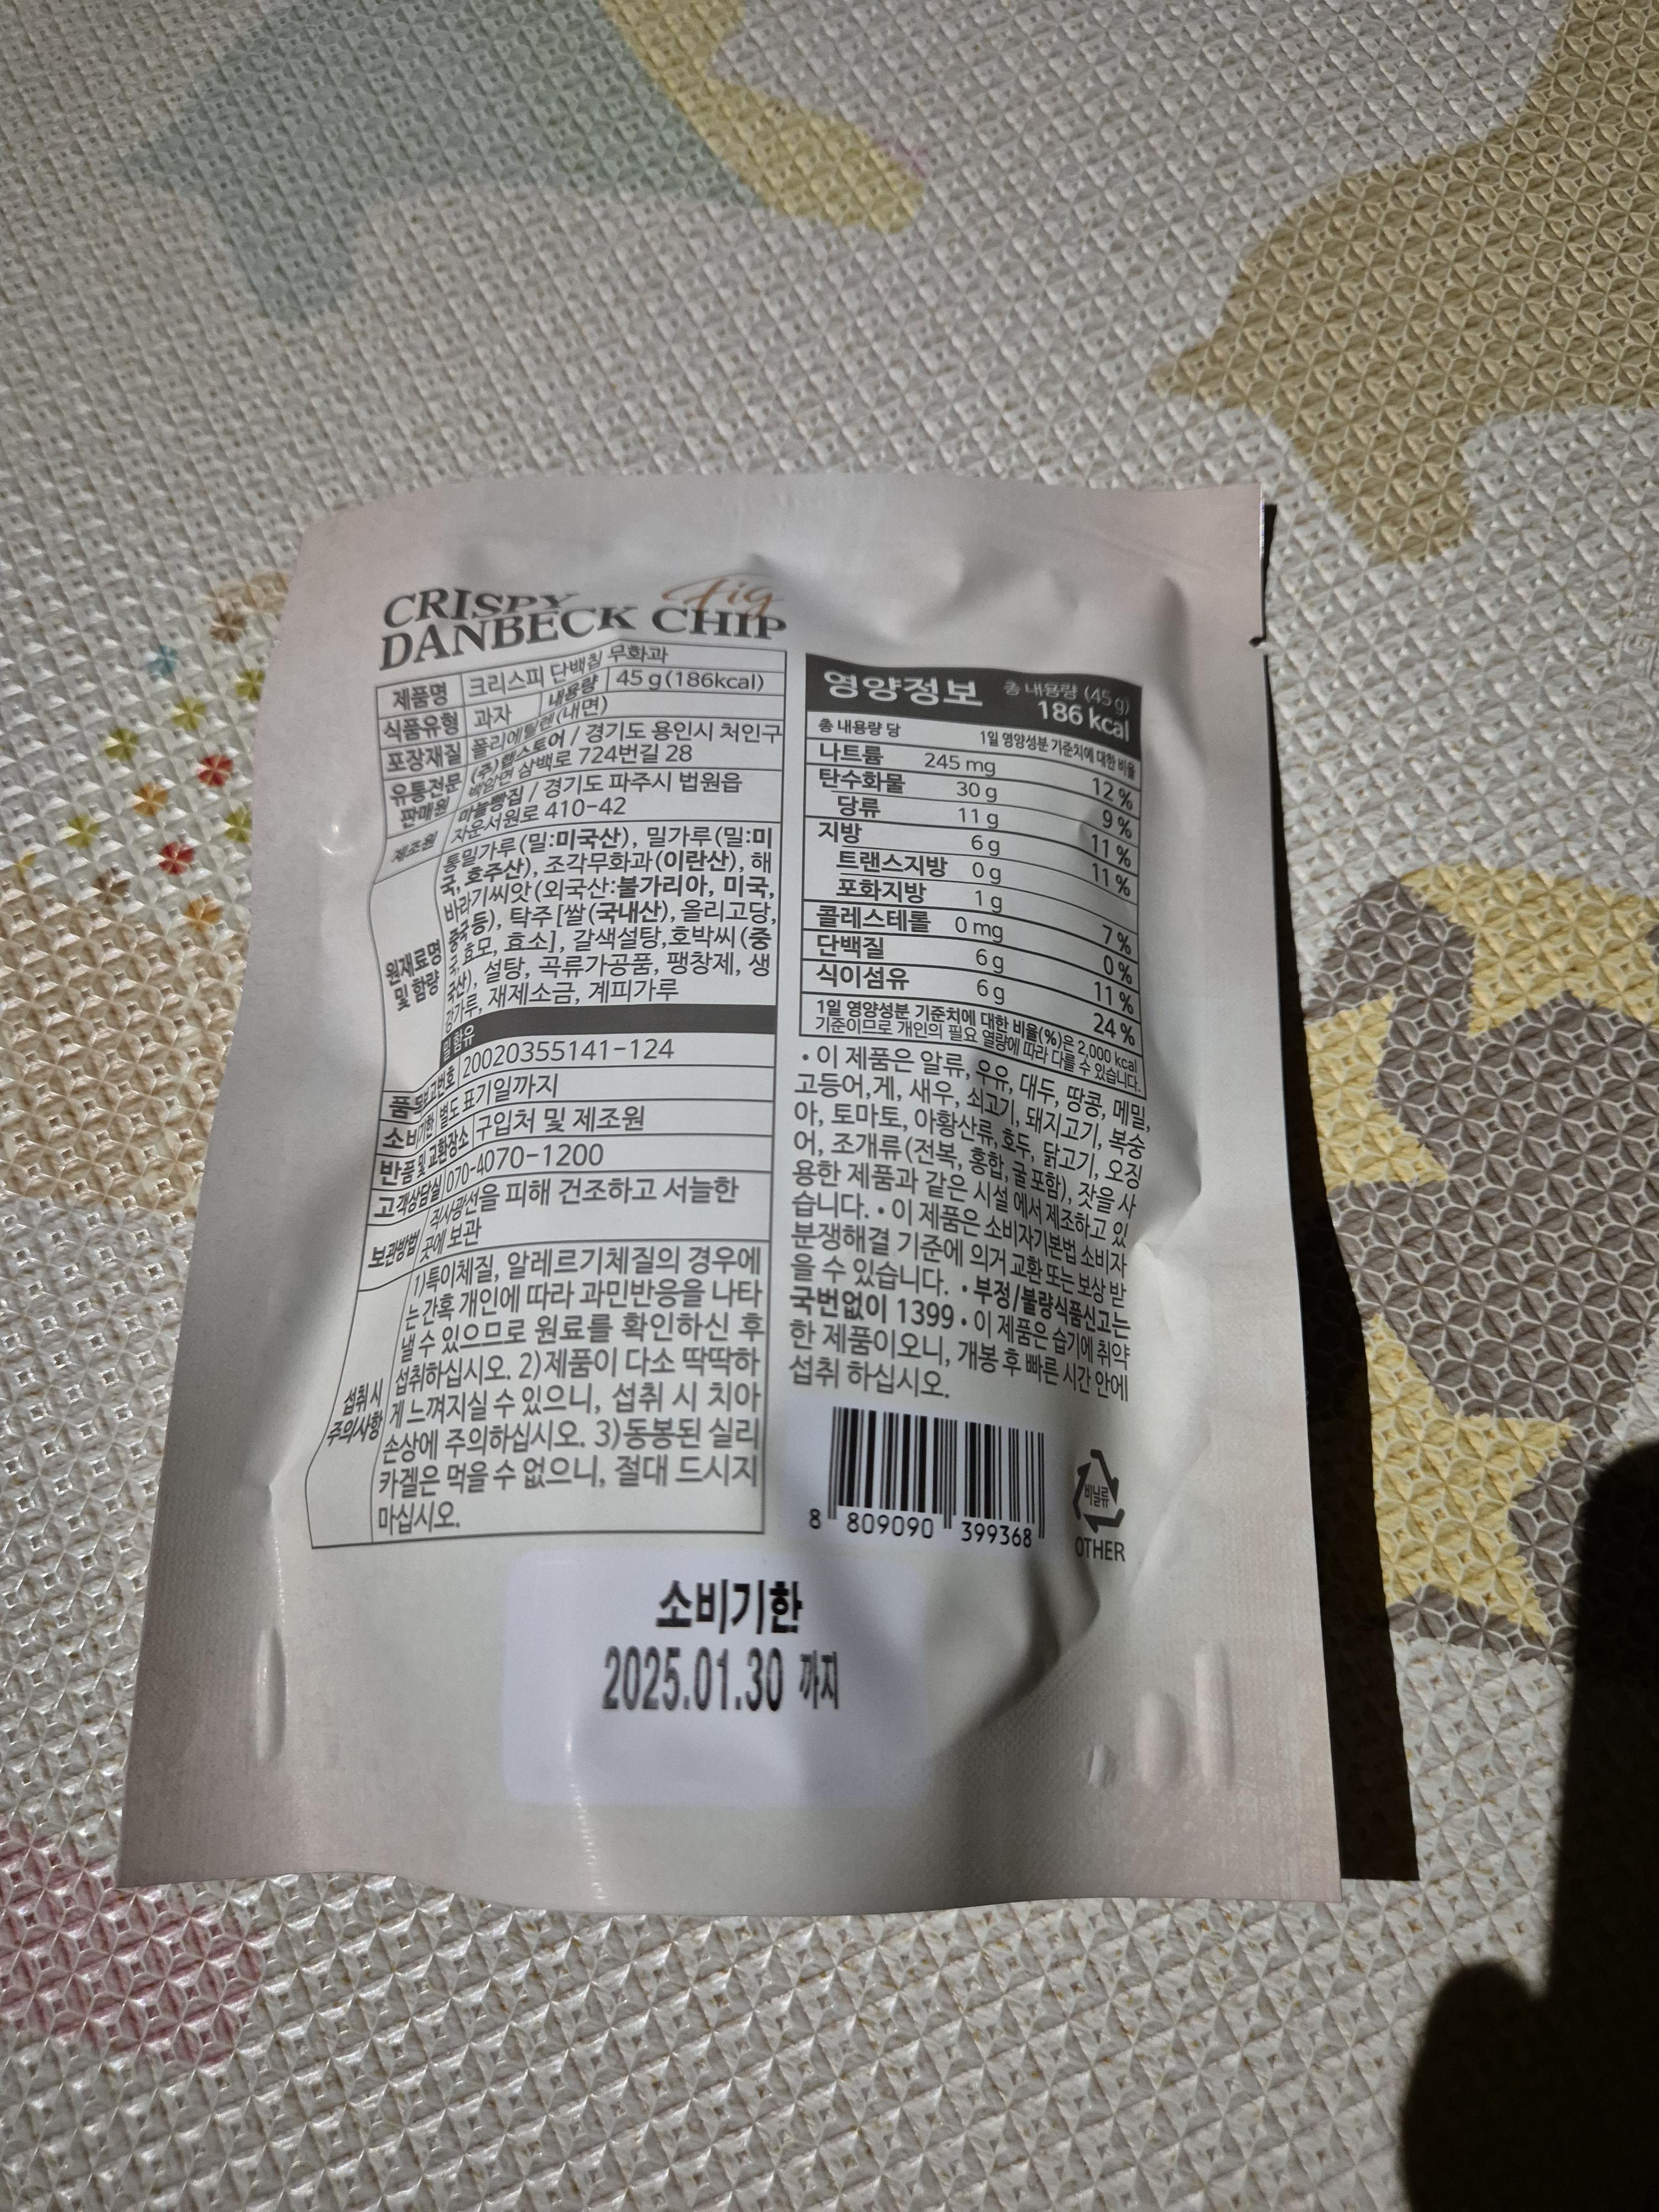 CRISPY Fig
DANBECK CHIP
제품명 크리스피 단백칩 무화과
식품유형 과자 내용량 45 g(186kcal)
포장재질 폴리에틸렌(내면)
유통전문판매원 (주)햅스토어 / 경기도 용인시 처인구
백암면 삼백로 724번길 28
제조원 마늘빵집 / 경기도 파주시 법원읍
자운서원로 410-42
원재료명 및 함량
통밀가루(밀:미국산), 밀가루(밀:미
국, 호주산), 조각무화과(이란산), 해
바라기씨앗(외국산:불가리아, 미국,
중국 등), 탁주[쌀(국내산), 올리고당,
국, 효모, 효소], 갈색설탕,호박씨(중
국산), 설탕, 곡류가공품, 팽창제, 생
강가루, 재제소금, 계피가루
밀 함유
품목보고번호 20020355141-124
소비기한 별도 표기일까지
반품 및 교환장소 구입처 및 제조원
고객상담실 070-4070-1200
보관방법 직사광선을 피해 건조하고 서늘한
곳에 보관
섭취 시 주의사항
1)특이체질, 알레르기체질의 경우에
는 간혹 개인에 따라 과민반응을 나타
낼 수 있으므로 원료를 확인하신 후
섭취하십시오. 2)제품이 다소 딱딱하
게 느껴지실 수 있으니, 섭취 시 치아
손상에 주의하십시오. 3)동봉된 실리
카겔은 먹을 수 없으니, 절대 드시지
마십시오.
영양정보 총 내용량 (45 g)
186 kcal
총 내용량 당 1일 영양성분 기준치에 대한 비율
나트륨 245 mg 12 %
탄수화물 30 g 9 %
당류 11 g 11 %
지방 6 g 11 %
트랜스지방 0 g
포화지방 1 g 7 %
콜레스테롤 0 mg 0 %
단백질 6 g 11 %
식이섬유 6 g 24 %
1일 영양성분 기준치에 대한 비율(%)은 2,000 kcal
기준이므로 개인의 필요 열량에 따라 다를 수 있습니다.
• 이 제품은 알류, 우유, 대두, 땅콩, 메밀,
고등어,게, 새우, 쇠고기, 돼지고기, 복숭
아, 토마토, 아황산류, 호두, 닭고기, 오징
어, 조개류(전복, 홍합, 굴 포함), 잣을 사
용한 제품과 같은 시설에서 제조하고 있
습니다. • 이 제품은 소비자기본법 소비자
분쟁해결 기준에 의거 교환 또는 보상 받
을 수 있습니다. • 부정/불량식품신고는
국번없이 1399 • 이 제품은 습기에 취약
한 제품이오니, 개봉 후 빠른 시간 안에
섭취 하십시오.
8 809090 399368
비닐류
OTHER
소비기한
2025.01.30 까지